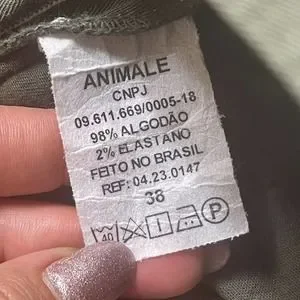 ANIMALE
CNPJ
09.611.669/0005-18
98% ALGODÃO
2% ELASTANO
FEITO NO BRASIL
REF: 04.23.0147
38
40 P